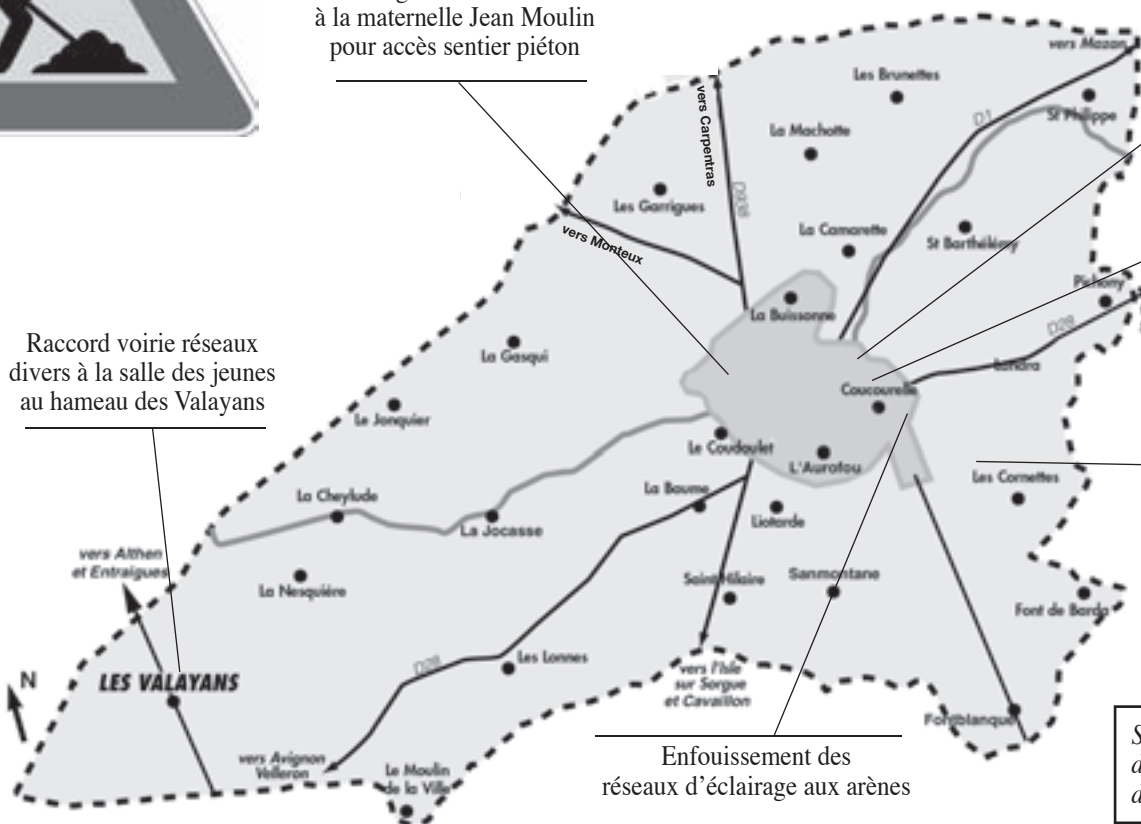 à la maternelle Jean Moulin
pour accès sentier piéton
vers Mazan
Les Brunettes
D1
St Philippe
vers Carpentras
La Machotte
D938
Les Garrigues
La Camarette
St Barthélémy
vers Monteux
Pichony
La Buissonne
D28
Raccord voirie réseaux
divers à la salle des jeunes
au hameau des Valayans
La Gasqui
Landra
Coucourelle
Le Jonquier
Le Coudoulet
L'Auratou
Les Cornettes
La Cheylude
La Baume
La Jocasse
Liotarde
vers Althen
et Entraigues
La Nesquière
Saint Hilaire
Sanmontane
Font de Barda
N
LES VALAYANS
D28
Les Lonnes
vers l'Isle
sur Sorgue
et Cavaillon
Fontblanque
vers Avignon
Velleron
Le Moulin
de la Ville
Enfouissement des
réseaux d'éclairage aux arènes